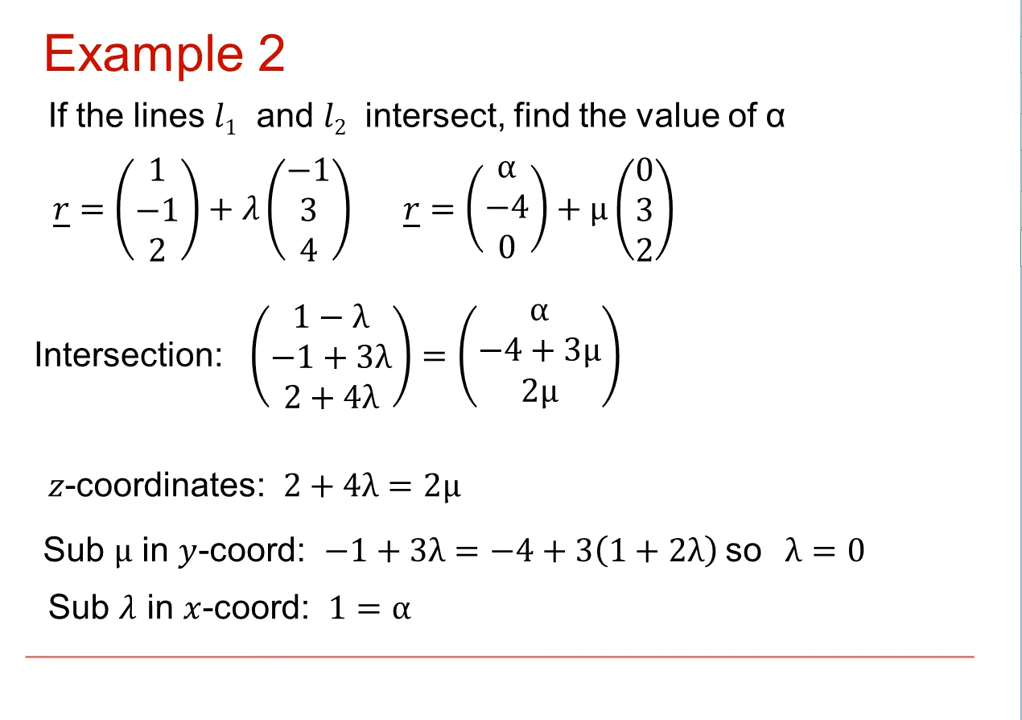 Example 2
If the lines l₁ and l₂ intersect, find the value of α
r = (1, −1, 2) + λ(−1, 3, 4)   r = (α, −4, 0) + μ(0, 3, 2)
Intersection: (1 − λ, −1 + 3λ, 2 + 4λ) = (α, −4 + 3μ, 2μ)
z-coordinates: 2 + 4λ = 2μ
Sub μ in y-coord: −1 + 3λ = −4 + 3(1 + 2λ) so λ = 0
Sub λ in x-coord: 1 = α